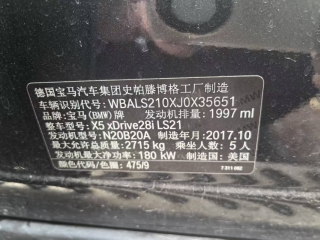 德国宝马汽车集团史帕滕博格工厂制造
车辆识别代号: WBALS210XJ0X35651
品牌: 宝马(BMW)牌 发动机排量: 1997 ml
整车型号: X5 xDrive28i LS21
发动机型号: N20B20A 制造年月: 2017.10
最大允许总质量: 2715 kg 乘坐人数: 5人
发动机最大净功率: 180 kW 制造国: 美国
颜色代码/色圈: 475/9